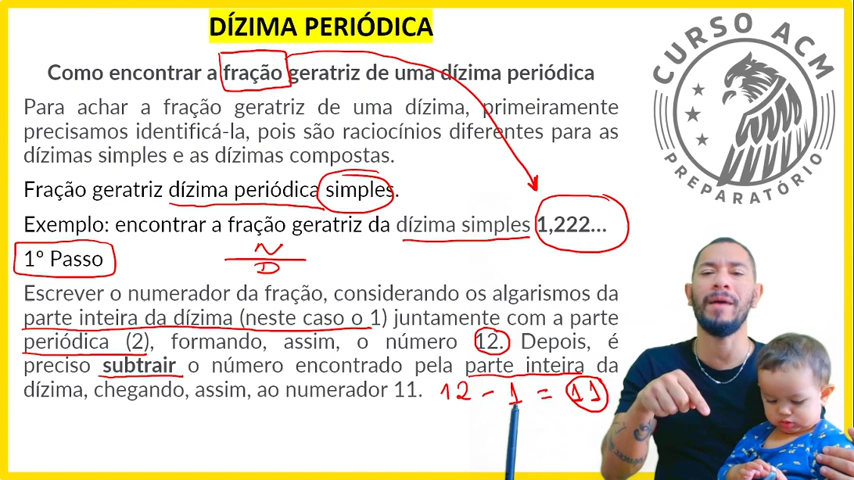 DÍZIMA PERIÓDICA
Como encontrar a fração geratriz de uma dízima periódica
Para achar a fração geratriz de uma dízima, primeiramente
precisamos identificá-la, pois são raciocínios diferentes para as
dízimas simples e as dízimas compostas.
Fração geratriz dízima periódica simples.
Exemplo: encontrar a fração geratriz da dízima simples 1,222...
1º Passo
N
D
Escrever o numerador da fração, considerando os algarismos da
parte inteira da dízima (neste caso o 1) juntamente com a parte
periódica (2), formando, assim, o número 12. Depois, é
preciso subtrair o número encontrado pela parte inteira da
dízima, chegando, assim, ao numerador 11.
12 - 1 = 11
CURSO ACM
PREPARATÓRIO